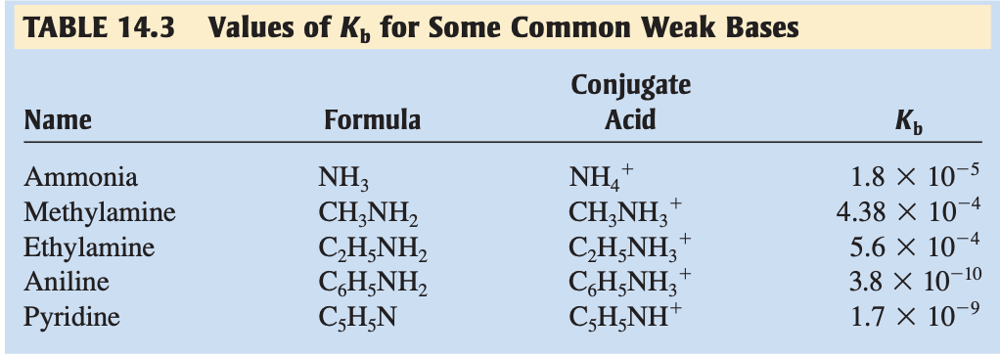 TABLE 14.3 Values of K_b for Some Common Weak Bases
Conjugate
Name Formula Acid K_b
Ammonia NH₃ NH₄⁺ 1.8 × 10⁻⁵
Methylamine CH₃NH₂ CH₃NH₃⁺ 4.38 × 10⁻⁴
Ethylamine C₂H₅NH₂ C₂H₅NH₃⁺ 5.6 × 10⁻⁴
Aniline C₆H₅NH₂ C₆H₅NH₃⁺ 3.8 × 10⁻¹⁰
Pyridine C₅H₅N C₅H₅NH⁺ 1.7 × 10⁻⁹